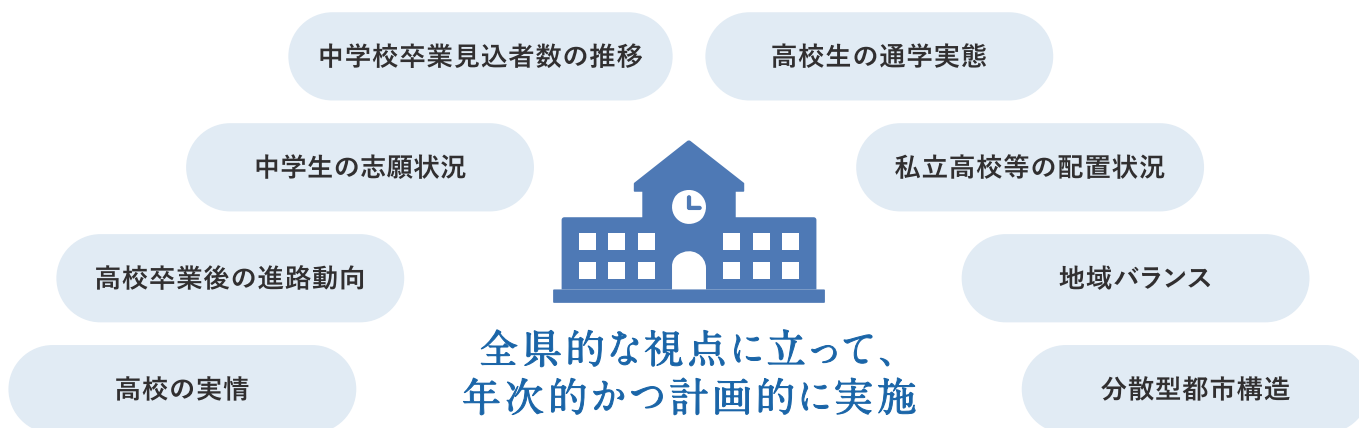 中学校卒業見込者数の推移
高校生の通学実態
中学生の志願状況
私立高校等の配置状況
高校卒業後の進路動向
地域バランス
高校の実情
分散型都市構造
全県的な視点に立って、
年次的かつ計画的に実施